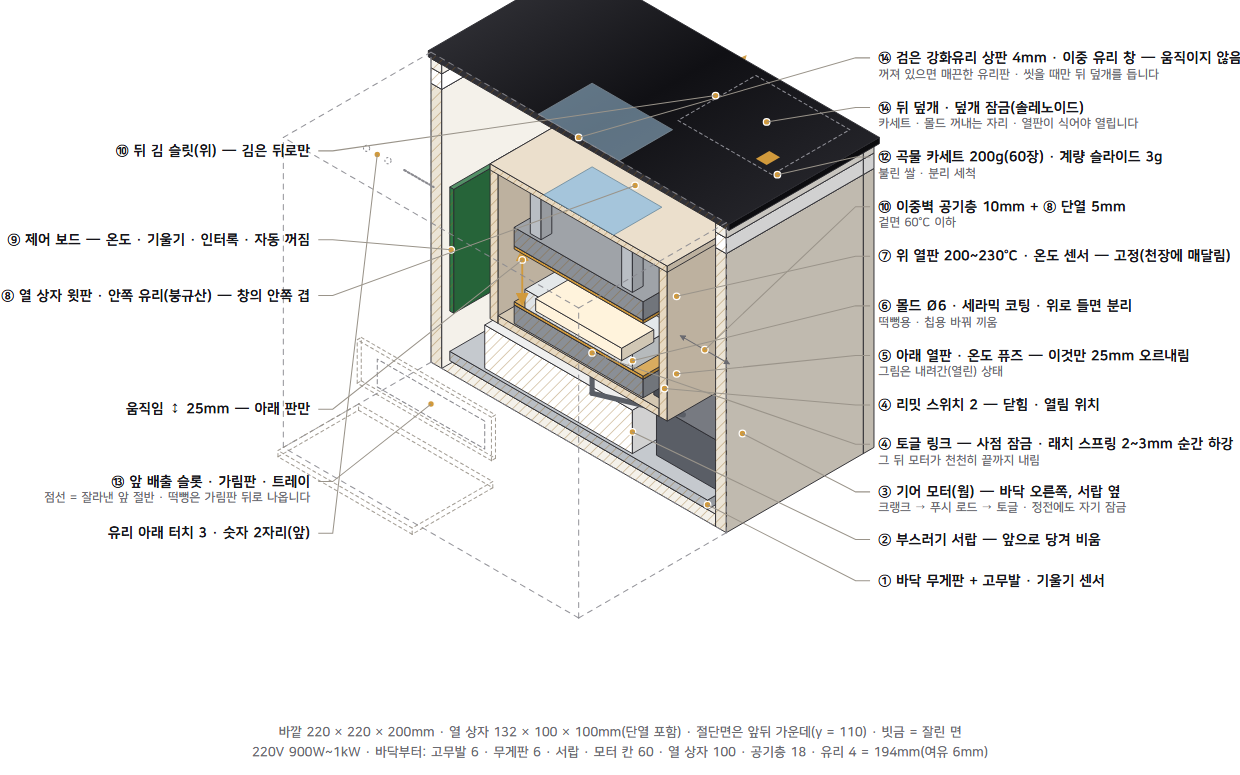 ⑭ 검은 강화유리 상판 4mm · 이중 유리 창 — 움직이지 않음
꺼져 있으면 매끈한 유리판 · 씻을 때만 뒤 덮개를 듭니다
⑭ 뒤 덮개 · 덮개 잠금(솔레노이드)
카세트 · 몰드 꺼내는 자리 · 열판이 식어야 열립니다
⑩ 뒤 김 슬릿(위) — 김은 뒤로만
⑫ 곡물 카세트 200g(60장) · 계량 슬라이드 3g
불린 쌀 · 분리 세척
⑩ 이중벽 공기층 10mm + ⑧ 단열 5mm
겉면 60°C 이하
⑨ 제어 보드 — 온도 · 기울기 · 인터록 · 자동 꺼짐
⑦ 위 열판 200~230°C · 온도 센서 — 고정(천장에 매달림)
⑧ 열 상자 윗판 · 안쪽 유리(붕규산) — 창의 안쪽 겹
⑥ 몰드 Ø6 · 세라믹 코팅 · 위로 들면 분리
떡뻥용 · 칩용 바꿔 끼움
⑤ 아래 열판 · 온도 퓨즈 — 이것만 25mm 오르내림
그림은 내려간(열린) 상태
움직임 ↕ 25mm — 아래 판만
④ 리밋 스위치 2 — 닫힘 · 열림 위치
④ 토글 링크 — 사점 잠금 · 래치 스프링 2~3mm 순간 하강
그 뒤 모터가 천천히 끝까지 내림
⑬ 앞 배출 슬롯 · 가림판 · 트레이
점선 = 잘라낸 앞 절반 · 떡뻥은 가림판 뒤로 나옵니다
③ 기어 모터(웜) — 바닥 오른쪽, 서랍 옆
크랭크 → 푸시 로드 → 토글 · 정전에도 자기 잠금
유리 아래 터치 3 · 숫자 2자리(앞)
② 부스러기 서랍 — 앞으로 당겨 비움
① 바닥 무게판 + 고무발 · 기울기 센서
바깥 220 × 220 × 200mm · 열 상자 132 × 100 × 100mm(단열 포함) · 절단면은 앞뒤 가운데(y = 110) · 빗금 = 잘린 면
220V 900W~1kW · 바닥부터: 고무발 6 · 무게판 6 · 서랍 · 모터 칸 60 · 열 상자 100 · 공기층 18 · 유리 4 = 194mm(여유 6mm)